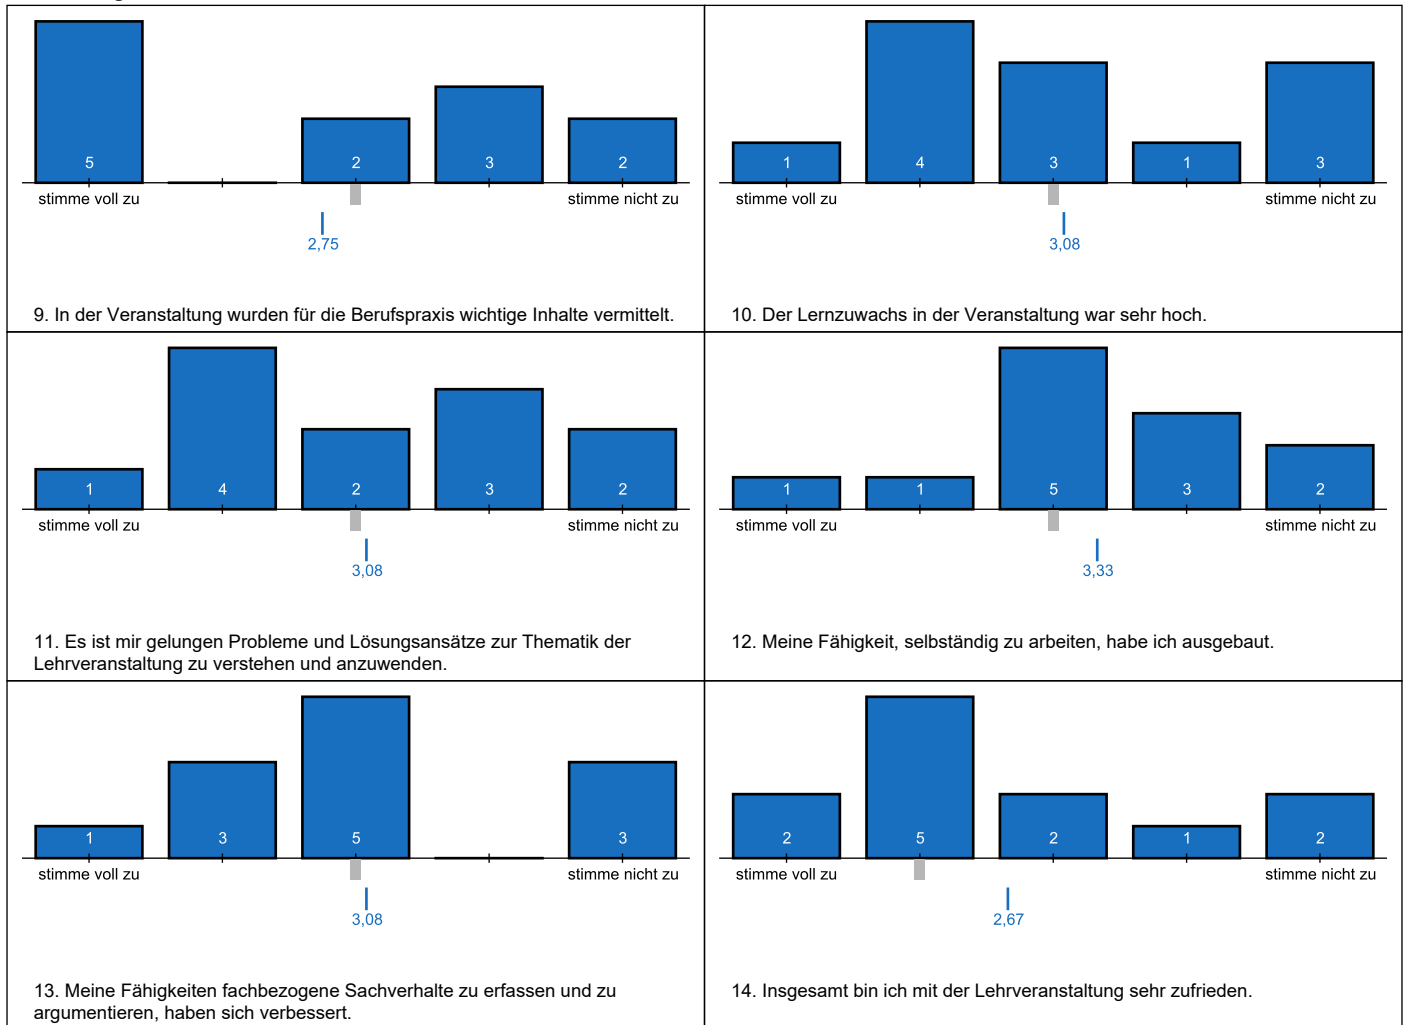 5 2 3 2
stimme voll zu stimme nicht zu
2,75
9. In der Veranstaltung wurden für die Berufspraxis wichtige Inhalte vermittelt.
1 4 3 1 3
stimme voll zu stimme nicht zu
3,08
10. Der Lernzuwachs in der Veranstaltung war sehr hoch.
1 4 2 3 2
stimme voll zu stimme nicht zu
3,08
11. Es ist mir gelungen Probleme und Lösungsansätze zur Thematik der
Lehrveranstaltung zu verstehen und anzuwenden.
1 1 5 3 2
stimme voll zu stimme nicht zu
3,33
12. Meine Fähigkeit, selbständig zu arbeiten, habe ich ausgebaut.
1 3 5 3
stimme voll zu stimme nicht zu
3,08
13. Meine Fähigkeiten fachbezogene Sachverhalte zu erfassen und zu
argumentieren, haben sich verbessert.
2 5 2 1 2
stimme voll zu stimme nicht zu
2,67
14. Insgesamt bin ich mit der Lehrveranstaltung sehr zufrieden.